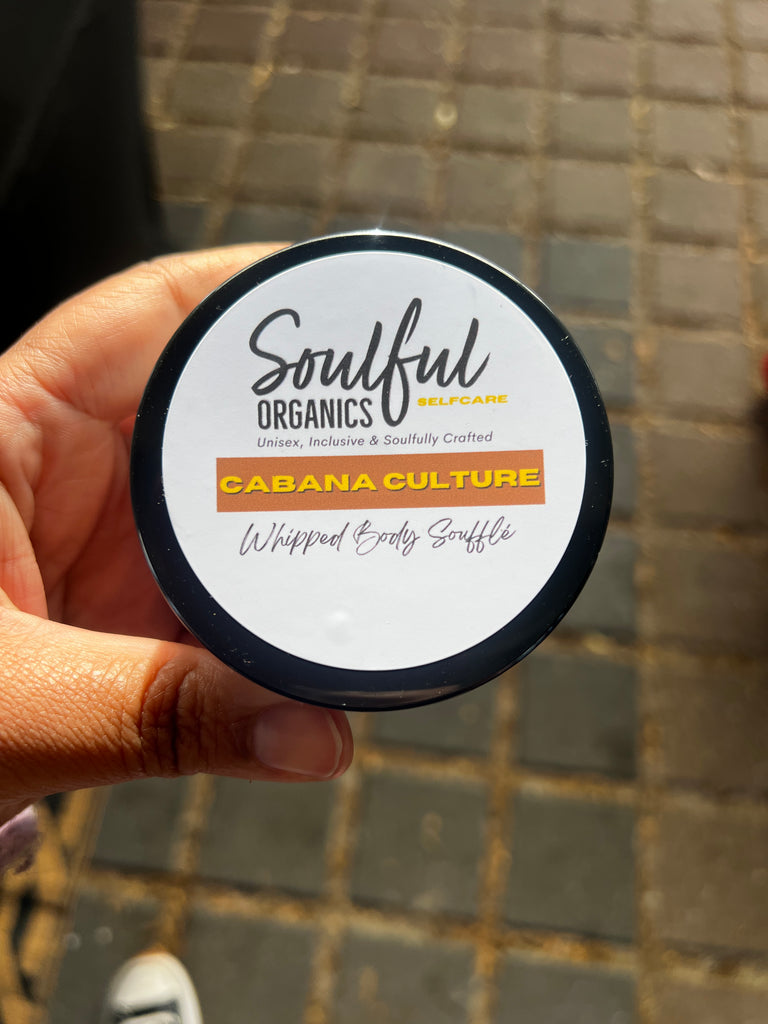 Soulful
ORGANICS
SELFCARE
Unisex, Inclusive & Soulfully Crafted
CABANA CULTURE
Whipped Body Soufflé